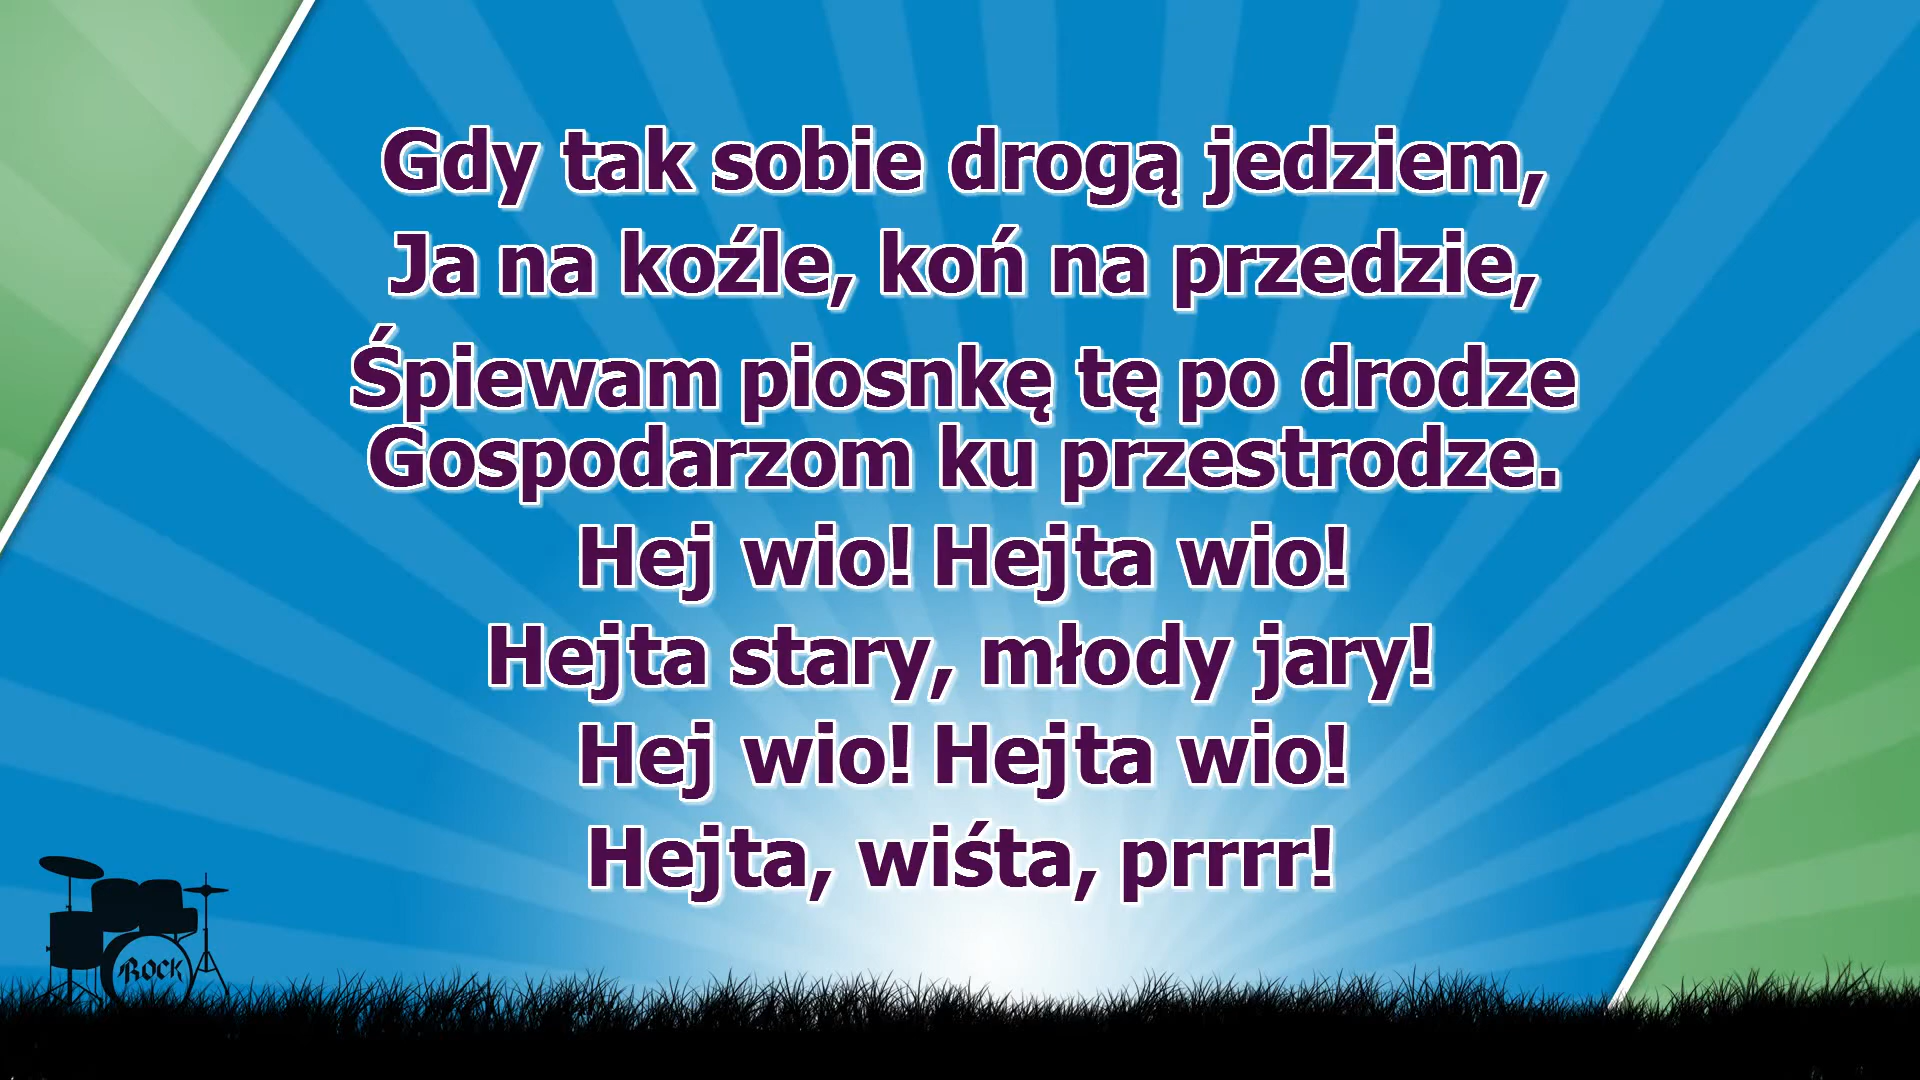 Gdy tak sobie drogą jedziem,
Ja na koźle, koń na przedzie,
Śpiewam piosnkę tę po drodze
Gospodarzom ku przestrodze.
Hej wio! Hejta wio!
Hejta stary, młody jary!
Hej wio! Hejta wio!
Hejta, wiśta, prrrr!
ROCK